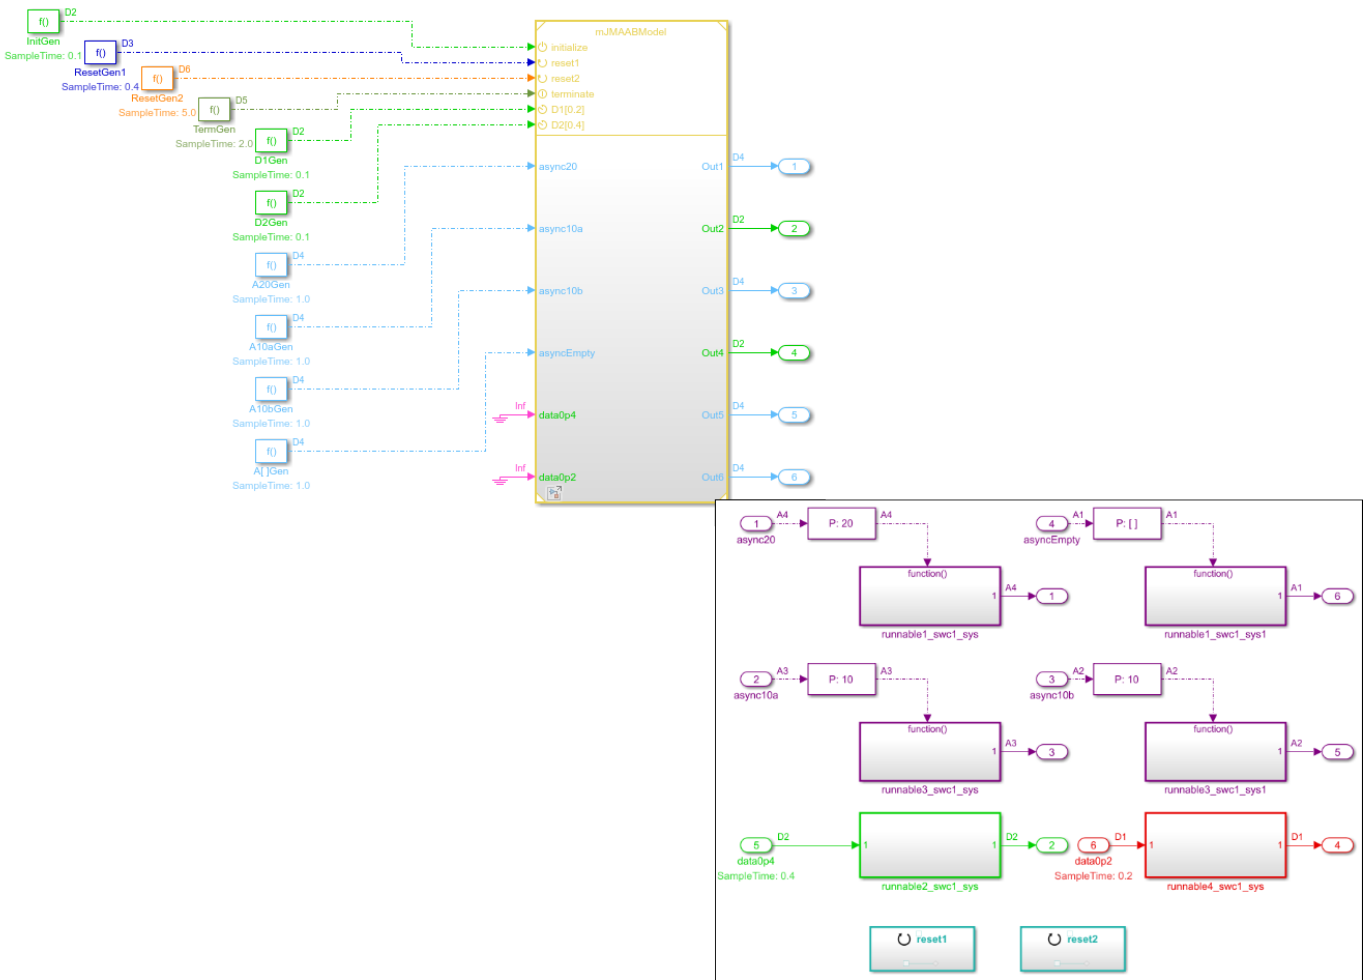 D2
f()
InitGen
SampleTime: 0.1
D3
f()
ResetGen1
SampleTime: 0.4
D6
f()
ResetGen2
SampleTime: 5.0
D5
f()
TermGen
SampleTime: 2.0
D2
f()
D1Gen
SampleTime: 0.1
D2
f()
D2Gen
SampleTime: 0.1
D4
f()
A20Gen
SampleTime: 1.0
D4
f()
A10aGen
SampleTime: 1.0
D4
f()
A10bGen
SampleTime: 1.0
D4
f()
A[ ]Gen
SampleTime: 1.0
mJMAABModel
initialize
reset1
reset2
terminate
D1[0.2]
D2[0.4]
async20
async10a
async10b
asyncEmpty
Inf
data0p4
Inf
data0p2
Out1 D4 1
Out2 D2 2
Out3 D4 3
Out4 D2 4
Out5 D4 5
Out6 D4 6
1 A4 P: 20 A4
async20
function()
1 A4 1
runnable1_swc1_sys
4 A1 P: [ ] A1
asyncEmpty
function()
1 A1 6
runnable1_swc1_sys1
2 A3 P: 10 A3
async10a
function()
1 A3 3
runnable3_swc1_sys
3 A2 P: 10 A2
async10b
function()
1 A2 5
runnable3_swc1_sys1
5 D2 1 1 D2 2
data0p4
SampleTime: 0.4
runnable2_swc1_sys
6 D1 1 1 D1 4
data0p2
SampleTime: 0.2
runnable4_swc1_sys
reset1
reset2